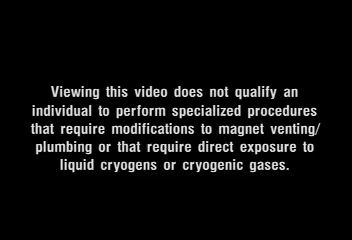 Viewing this video does not qualify an
individual to perform specialized procedures
that require modifications to magnet venting/
plumbing or that require direct exposure to
liquid cryogens or cryogenic gases.